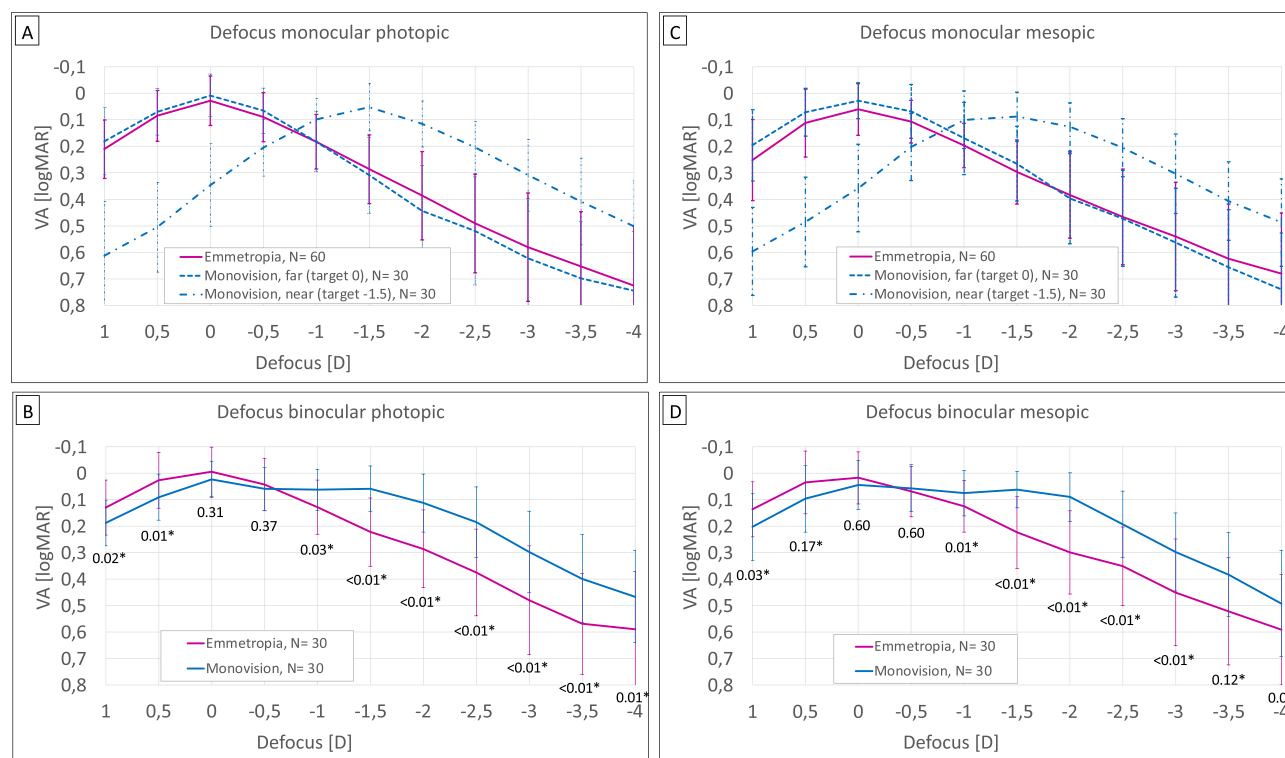 A
Defocus monocular photopic
-0,1
0
0,1
0,2
0,3
0,4
0,5
0,6
0,7
0,8
VA [logMAR]
Emmetropia, N= 60
Monovision, far (target 0), N= 30
Monovision, near (target -1.5), N= 30
1 0,5 0 -0,5 -1 -1,5 -2 -2,5 -3 -3,5 -4
Defocus [D]
C
Defocus monocular mesopic
-0,1
0
0,1
0,2
0,3
0,4
0,5
0,6
0,7
0,8
VA [logMAR]
Emmetropia, N= 60
Monovision, far (target 0), N= 30
Monovision, near (target -1.5), N= 30
1 0,5 0 -0,5 -1 -1,5 -2 -2,5 -3 -3,5 -4
Defocus [D]
B
Defocus binocular photopic
-0,1
0
0,1
0,2
0,3
0,4
0,5
0,6
0,7
0,8
VA [logMAR]
0.02* 0.01* 0.31 0.37 0.03* <0.01* <0.01* <0.01* <0.01* <0.01* 0.01*
Emmetropia, N= 30
Monovision, N= 30
1 0,5 0 -0,5 -1 -1,5 -2 -2,5 -3 -3,5 -4
Defocus [D]
D
Defocus binocular mesopic
-0,1
0
0,1
0,2
0,3
0,4
0,5
0,6
0,7
0,8
VA [logMAR]
0.03* 0.17* 0.60 0.60 0.01* <0.01* <0.01* <0.01* <0.01* 0.12*
Emmetropia, N= 30
Monovision, N= 30
1 0,5 0 -0,5 -1 -1,5 -2 -2,5 -3 -3,5 -4
Defocus [D]